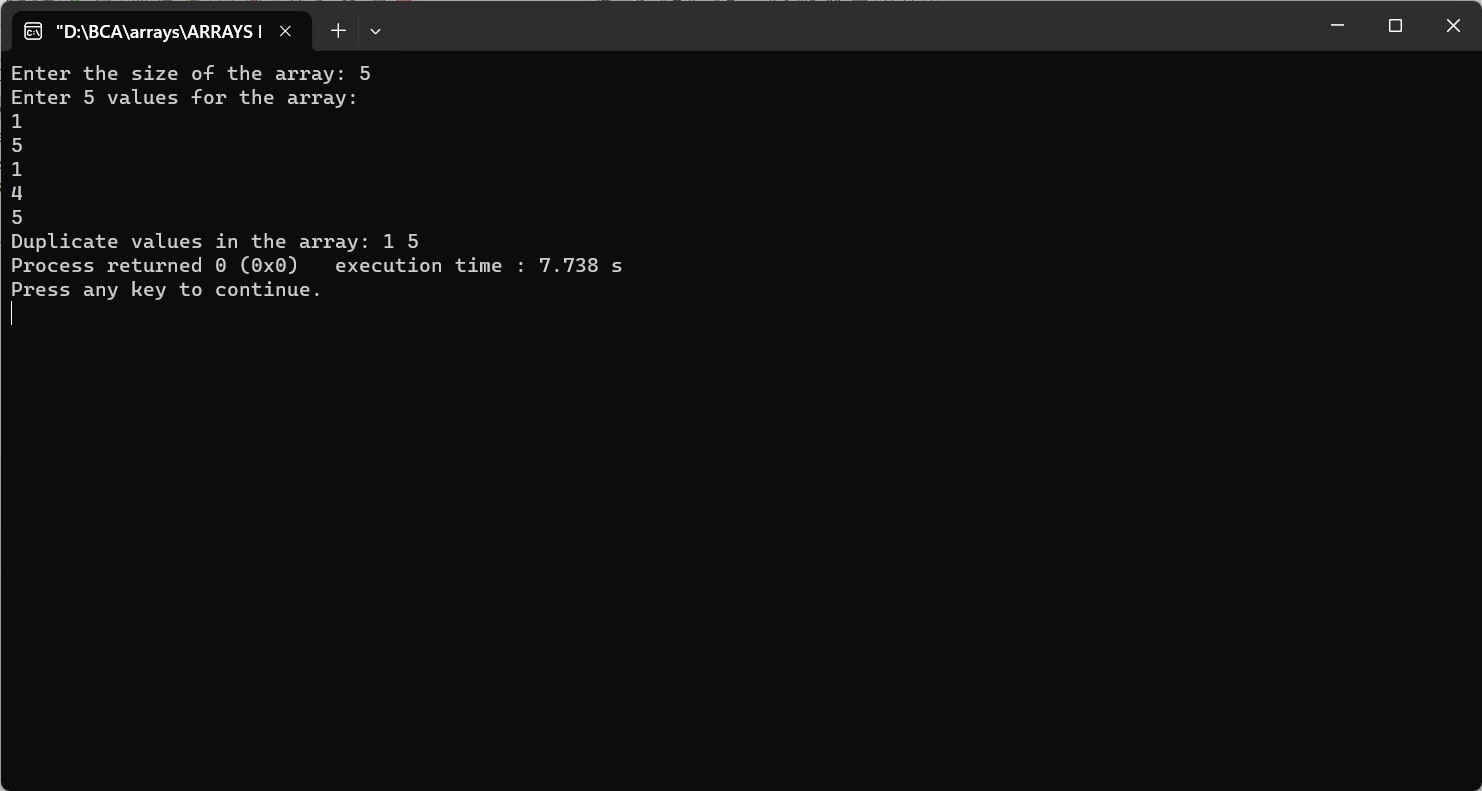 "D:\BCA\arrays\ARRAYS I
Enter the size of the array: 5
Enter 5 values for the array:
1
5
1
4
5
Duplicate values in the array: 1 5
Process returned 0 (0x0)   execution time : 7.738 s
Press any key to continue.